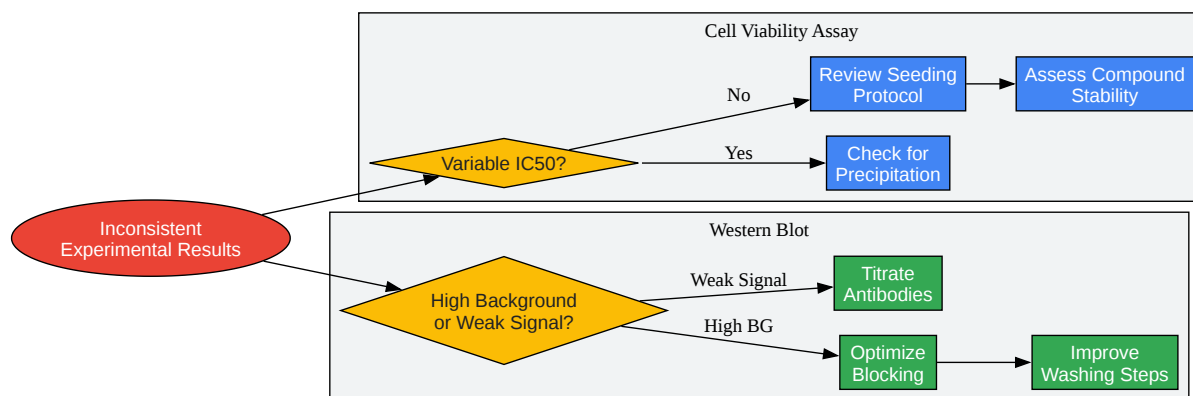 Cell Viability Assay
Review Seeding
Protocol
Assess Compound
Stability
No
Variable IC50?
Yes
Check for
Precipitation
Inconsistent
Experimental Results
Western Blot
High Background
or Weak Signal?
Weak Signal
Titrate
Antibodies
High BG
Optimize
Blocking
Improve
Washing Steps